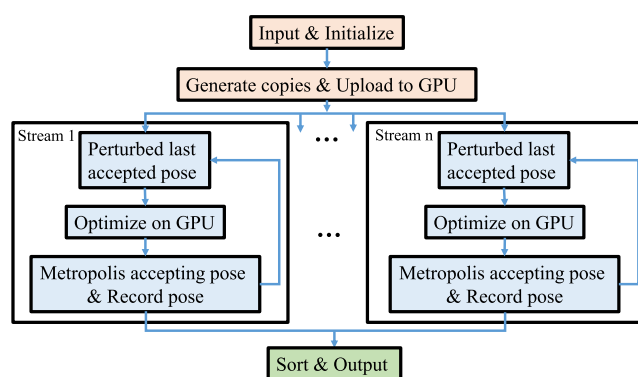 Input & Initialize
Generate copies & Upload to GPU
Stream 1
Perturbed last
accepted pose
Optimize on GPU
Metropolis accepting pose
& Record pose
...
...
Stream n
Perturbed last
accepted pose
Optimize on GPU
Metropolis accepting pose
& Record pose
Sort & Output